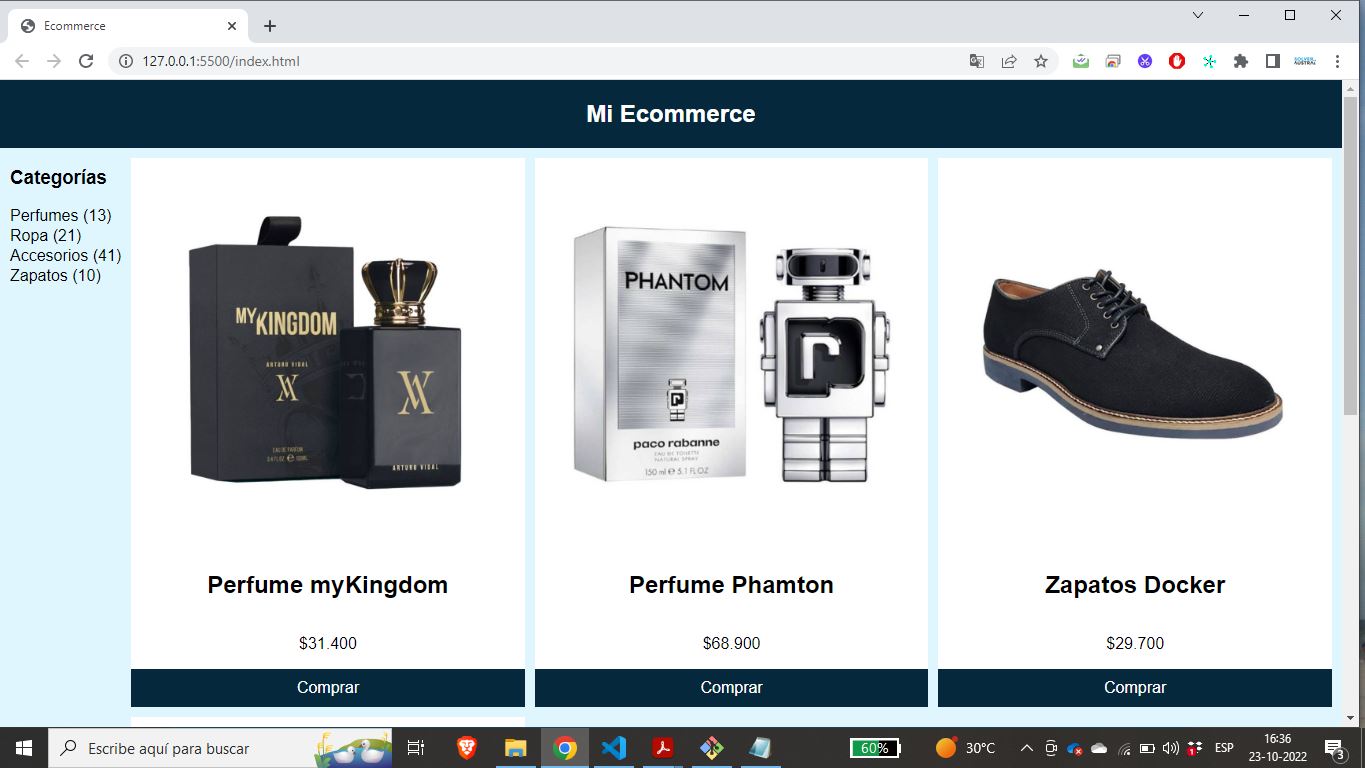 Ecommerce
127.0.0.1:5500/index.html
Mi Ecommerce
Categorías
Perfumes (13)
Ropa (21)
Accesorios (41)
Zapatos (10)
MY KINGDOM
ARTURO VIDAL
EAU DE PARFUM
ARTURO VIDAL
Perfume myKingdom
$31.400
Comprar
PHANTOM
paco rabanne
EAU DE TOILETTE
NATURAL SPRAY
150 ml e 5.1 FL.OZ
Perfume Phamton
$68.900
Comprar
Zapatos Docker
$29.700
Comprar
Escribe aquí para buscar
60%
30°C
ESP
16:36
23-10-2022
3